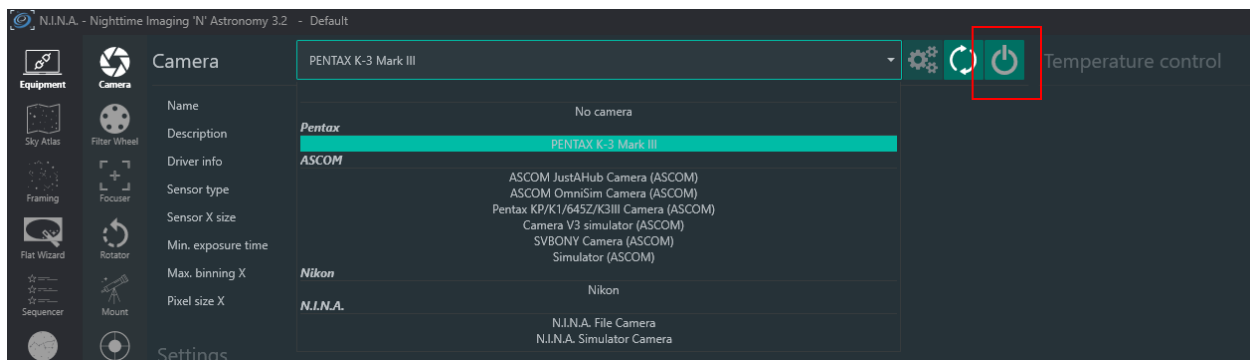 N.I.N.A. - Nighttime Imaging 'N' Astronomy 3.2 - Default
Equipment
Sky Atlas
Framing
Flat Wizard
Sequencer
Camera
Filter Wheel
Focuser
Rotator
Mount
Camera
Name
Description
Driver info
Sensor type
Sensor X size
Min. exposure time
Max. binning X
Pixel size X
Settings
PENTAX K-3 Mark III
No camera
Pentax
PENTAX K-3 Mark III
ASCOM
ASCOM JustAHub Camera (ASCOM)
ASCOM OmniSim Camera (ASCOM)
Pentax KP/K1/645Z/K3III Camera (ASCOM)
Camera V3 simulator (ASCOM)
SVBONY Camera (ASCOM)
Simulator (ASCOM)
Nikon
Nikon
N.I.N.A.
N.I.N.A. File Camera
N.I.N.A. Simulator Camera
Temperature control